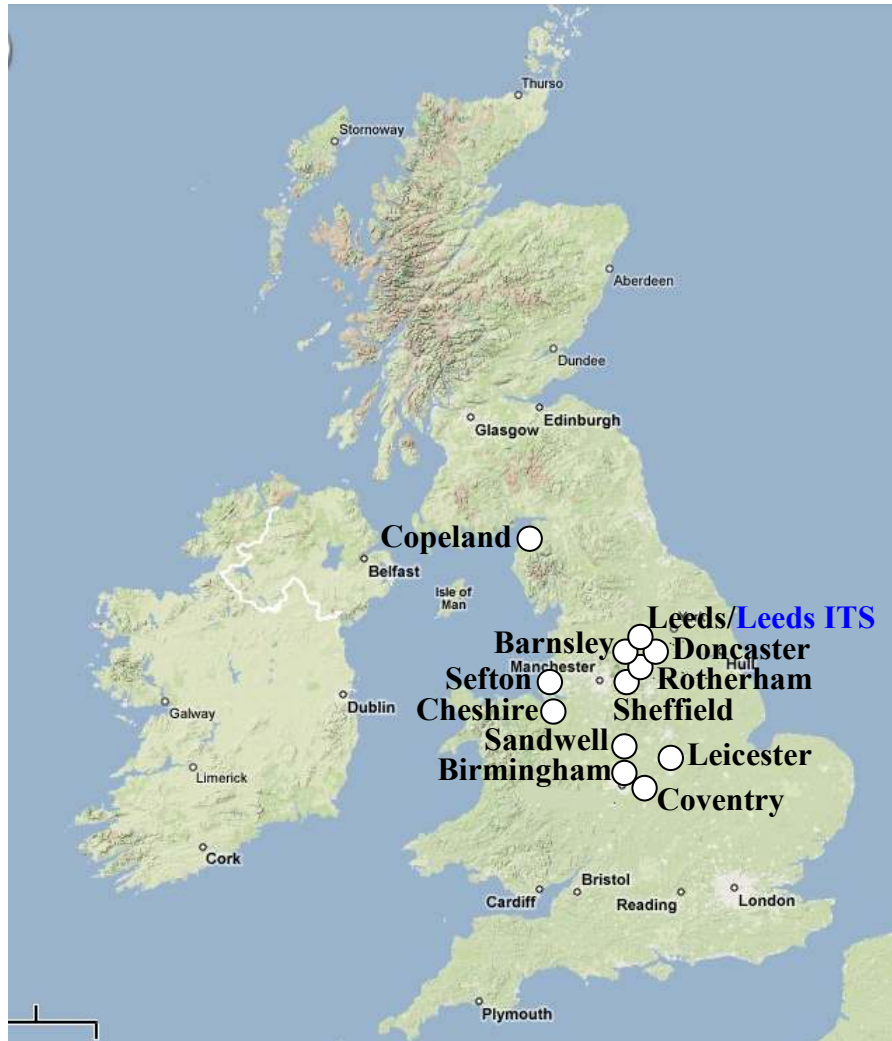 Thurso
Stornoway
Aberdeen
Dundee
Edinburgh
Glasgow
Copeland
Belfast
Isle of
Man
Leeds/Leeds ITS
Barnsley
Doncaster
Manchester
Hull
Sefton
Rotherham
Dublin
Galway
Cheshire
Sheffield
Sandwell
Leicester
Limerick
Birmingham
Coventry
Cork
Bristol
Cardiff
Reading
London
Plymouth